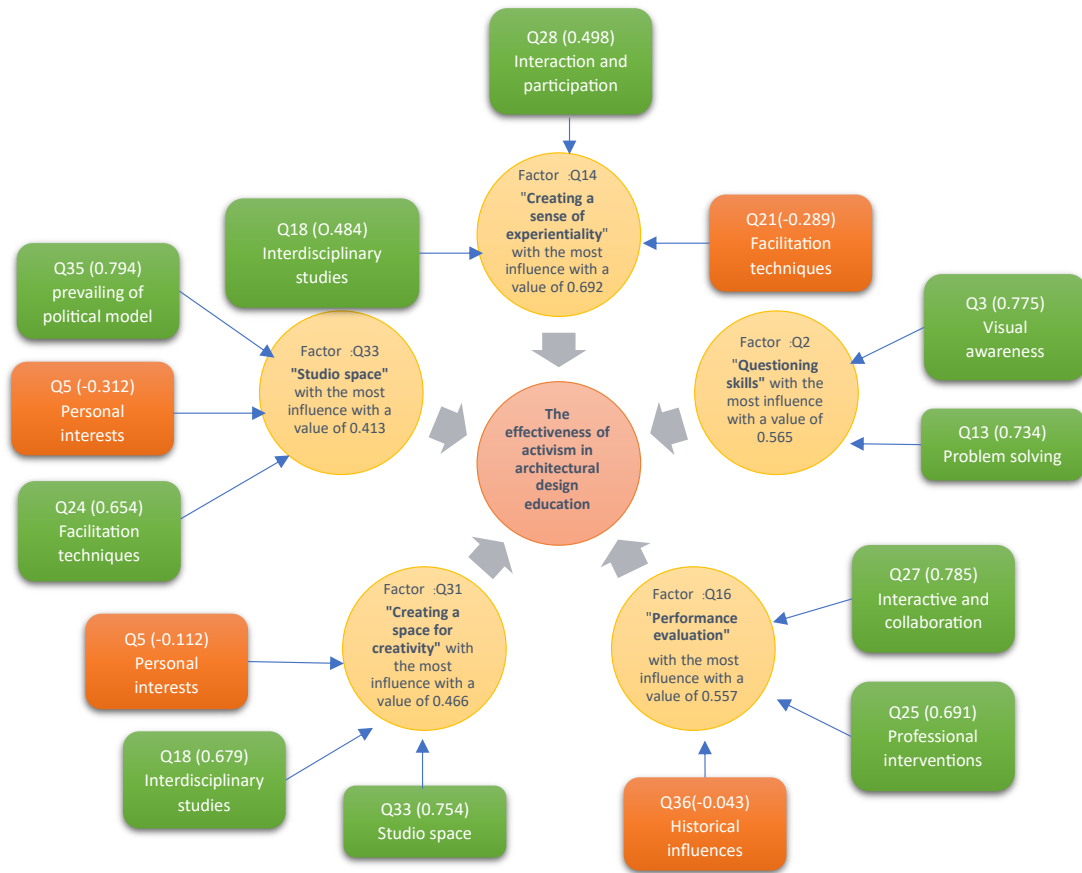 Q28 (0.498)
Interaction and
participation
Factor :Q14
"Creating a
sense of
experientiality"
with the most
influence with a
value of 0.692
Q18 (O.484)
Interdisciplinary
studies
Q21(-0.289)
Facilitation
techniques
Q35 (0.794)
prevailing of
political model
Q3 (0.775)
Visual
awareness
Factor :Q33
"Studio space"
with the most
influence with a
value of 0.413
Factor :Q2
"Questioning
skills" with the
most influence
with a value of
0.565
Q5 (-0.312)
Personal
interests
The
effectiveness of
activism in
architectural
design
education
Q13 (0.734)
Problem solving
Q24 (0.654)
Facilitation
techniques
Factor :Q31
"Creating a
space for
creativity" with
the most
influence with a
value of 0.466
Factor :Q16
"Performance
evaluation"
with the most
influence with a
value of 0.557
Q27 (0.785)
Interactive and
collaboration
Q5 (-0.112)
Personal
interests
Q25 (0.691)
Professional
interventions
Q18 (0.679)
Interdisciplinary
studies
Q33 (0.754)
Studio space
Q36(-0.043)
Historical
influences